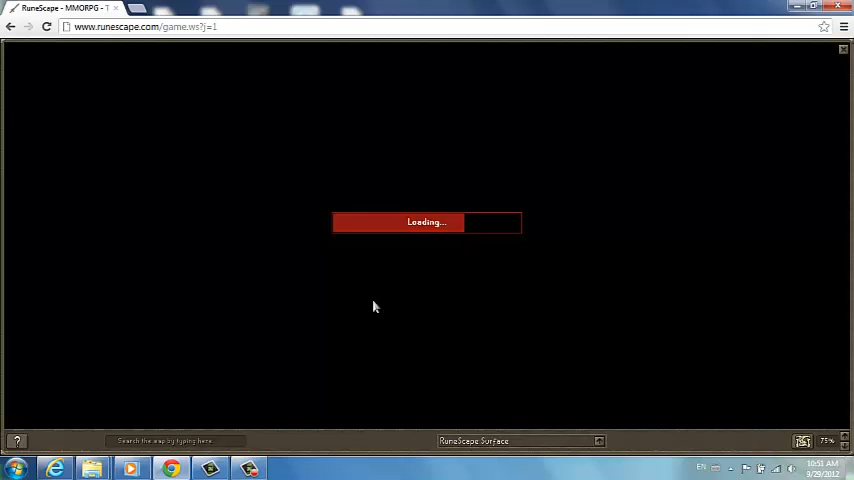 RuneScape - MMORPG - T
www.runescape.com/game.ws?j=1
Loading...
?
Search the map by typing here
RuneScape Surface
75%
EN
10:51 AM
9/29/2012